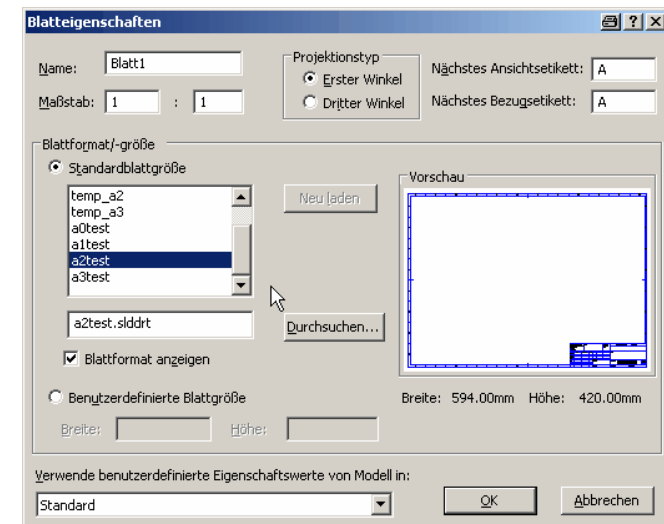 Blatteigenschaften
Name: Blatt1
Maßstab: 1 : 1
Projektionstyp
Erster Winkel
Dritter Winkel
Nächstes Ansichtsetikett: A
Nächstes Bezugsetikett: A
Blattformat/-größe
Standardblattgröße
temp_a2
temp_a3
a0test
a1test
a2test
a3test
Neu laden
a2test.slddrt
Durchsuchen...
Blattformat anzeigen
Benutzerdefinierte Blattgröße
Breite:
Höhe:
Vorschau
Breite: 594.00mm Höhe: 420.00mm
Verwende benutzerdefinierte Eigenschaftswerte von Modell in:
Standard
OK
Abbrechen